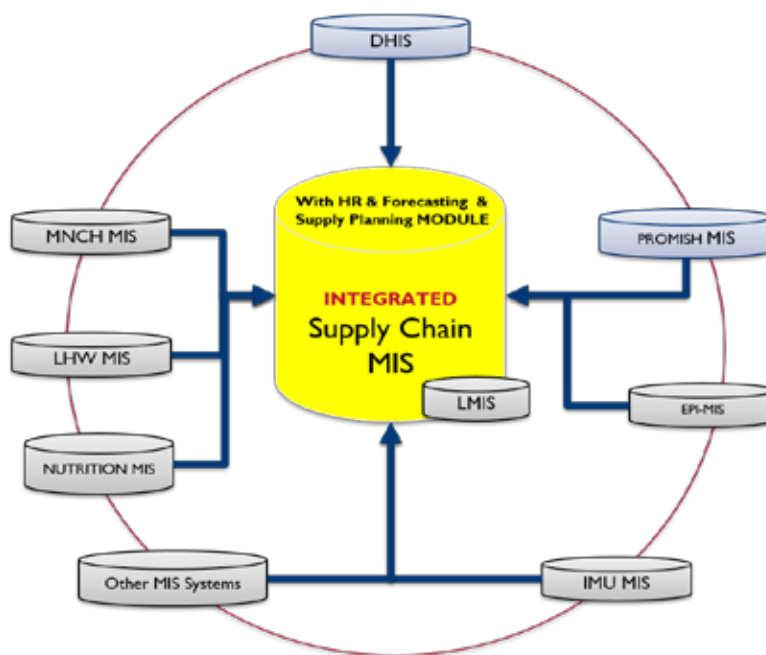 DHIS
With HR & Forecasting &
Supply Planning MODULE
MNCH MIS
PROMISH MIS
INTEGRATED
Supply Chain
MIS
LHW MIS
LMIS
EPI-MIS
NUTRITION MIS
Other MIS Systems
IMU MIS